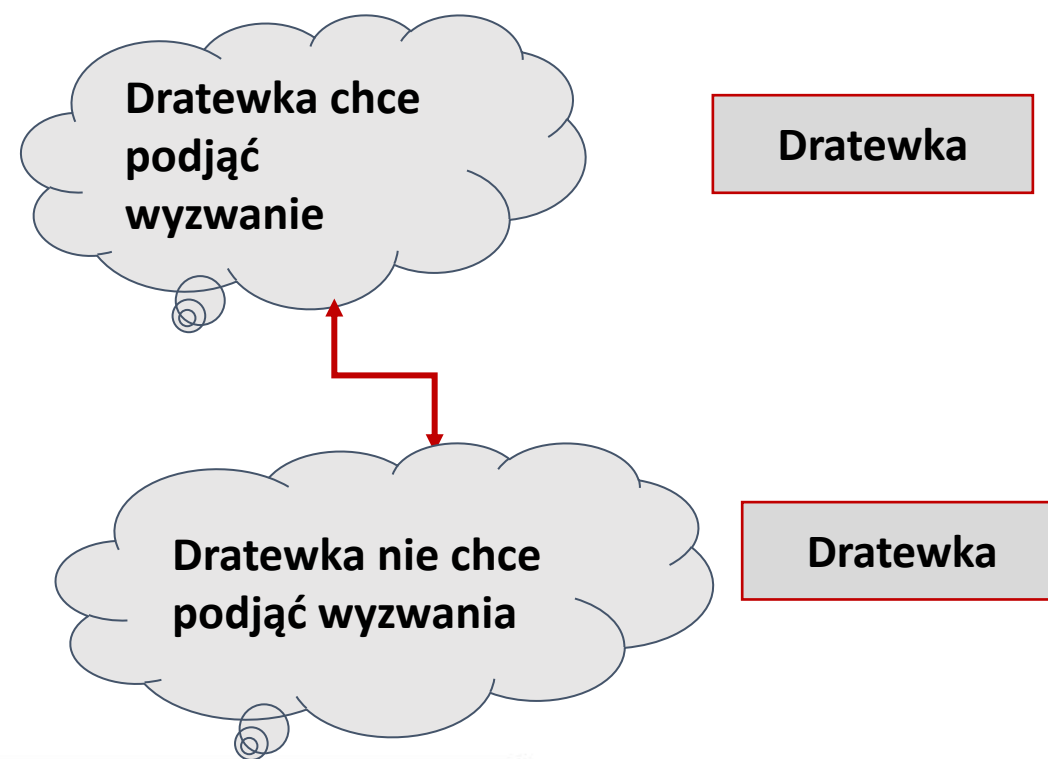 Dratewka chce
podjąć
wyzwanie
Dratewka
Dratewka nie chce
podjąć wyzwania
Dratewka